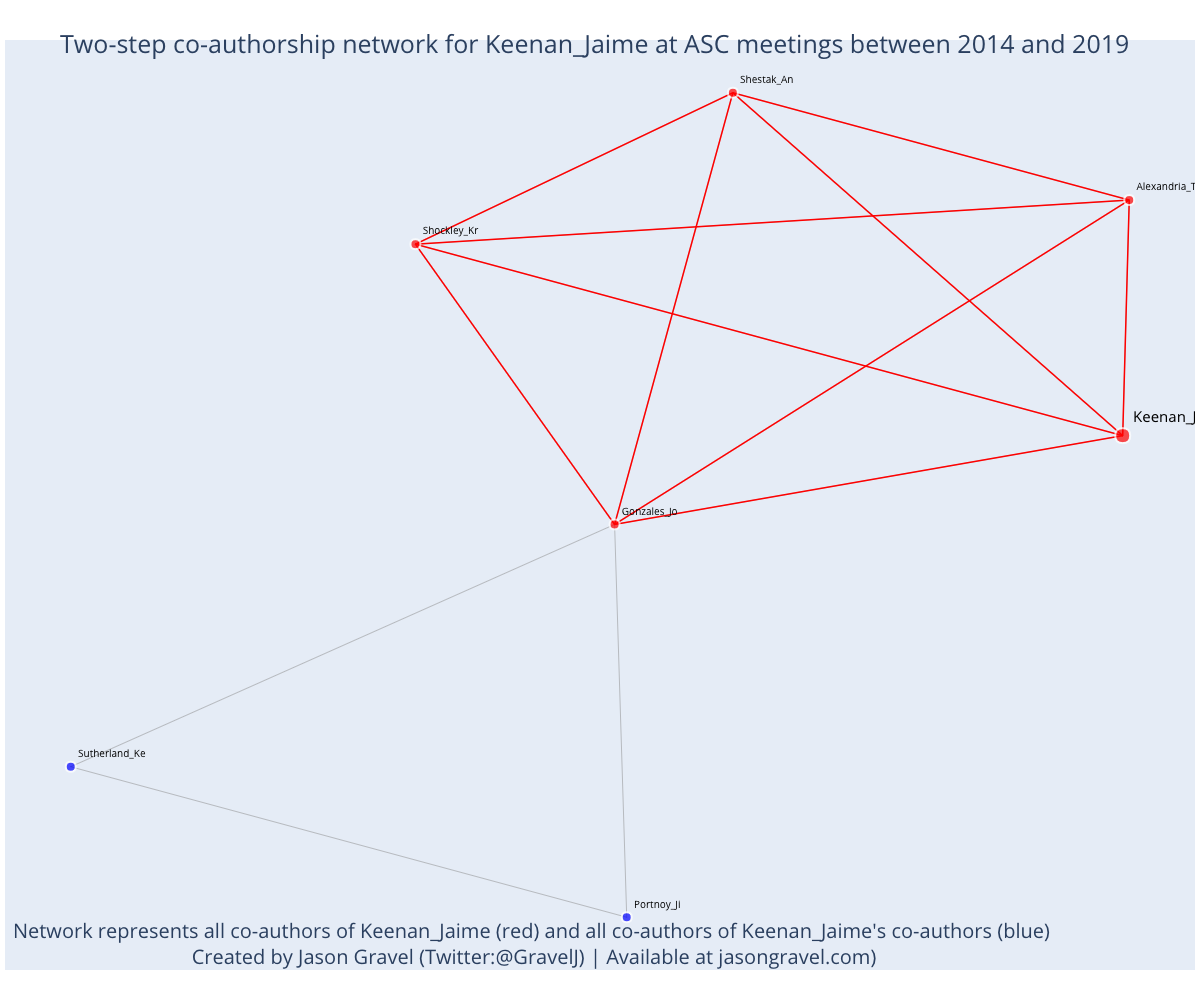 Two-step co-authorship network for Keenan_Jaime at ASC meetings between 2014 and 2019
Shestak_An
Alexandria_T
Shockley_Kr
Keenan_J
Gonzales_Jo
Sutherland_Ke
Portnoy_Ji
Network represents all co-authors of Keenan_Jaime (red) and all co-authors of Keenan_Jaime's co-authors (blue)
Created by Jason Gravel (Twitter:@GravelJ) | Available at jasongravel.com)